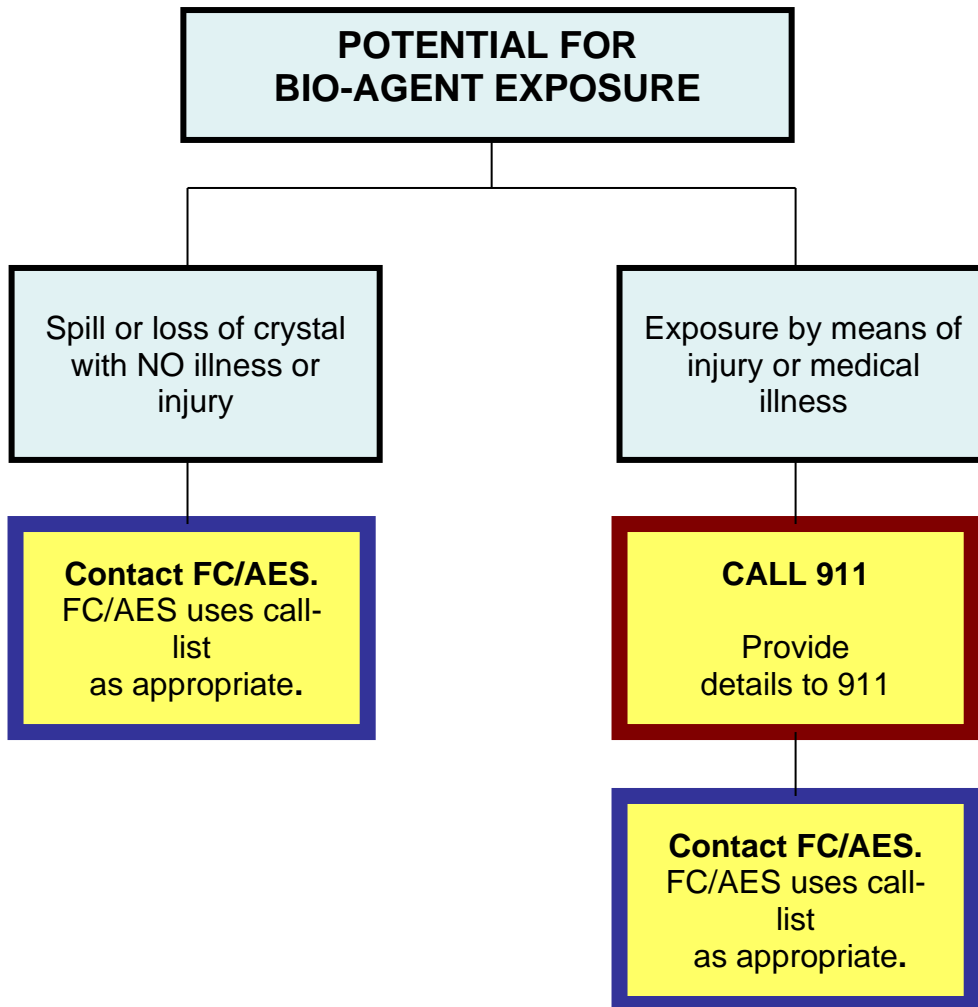 POTENTIAL FOR
BIO-AGENT EXPOSURE
Spill or loss of crystal
with NO illness or
injury
Exposure by means of
injury or medical
illness
Contact FC/AES.
FC/AES uses call-
list
as appropriate.
CALL 911
Provide
details to 911
Contact FC/AES.
FC/AES uses call-
list
as appropriate.